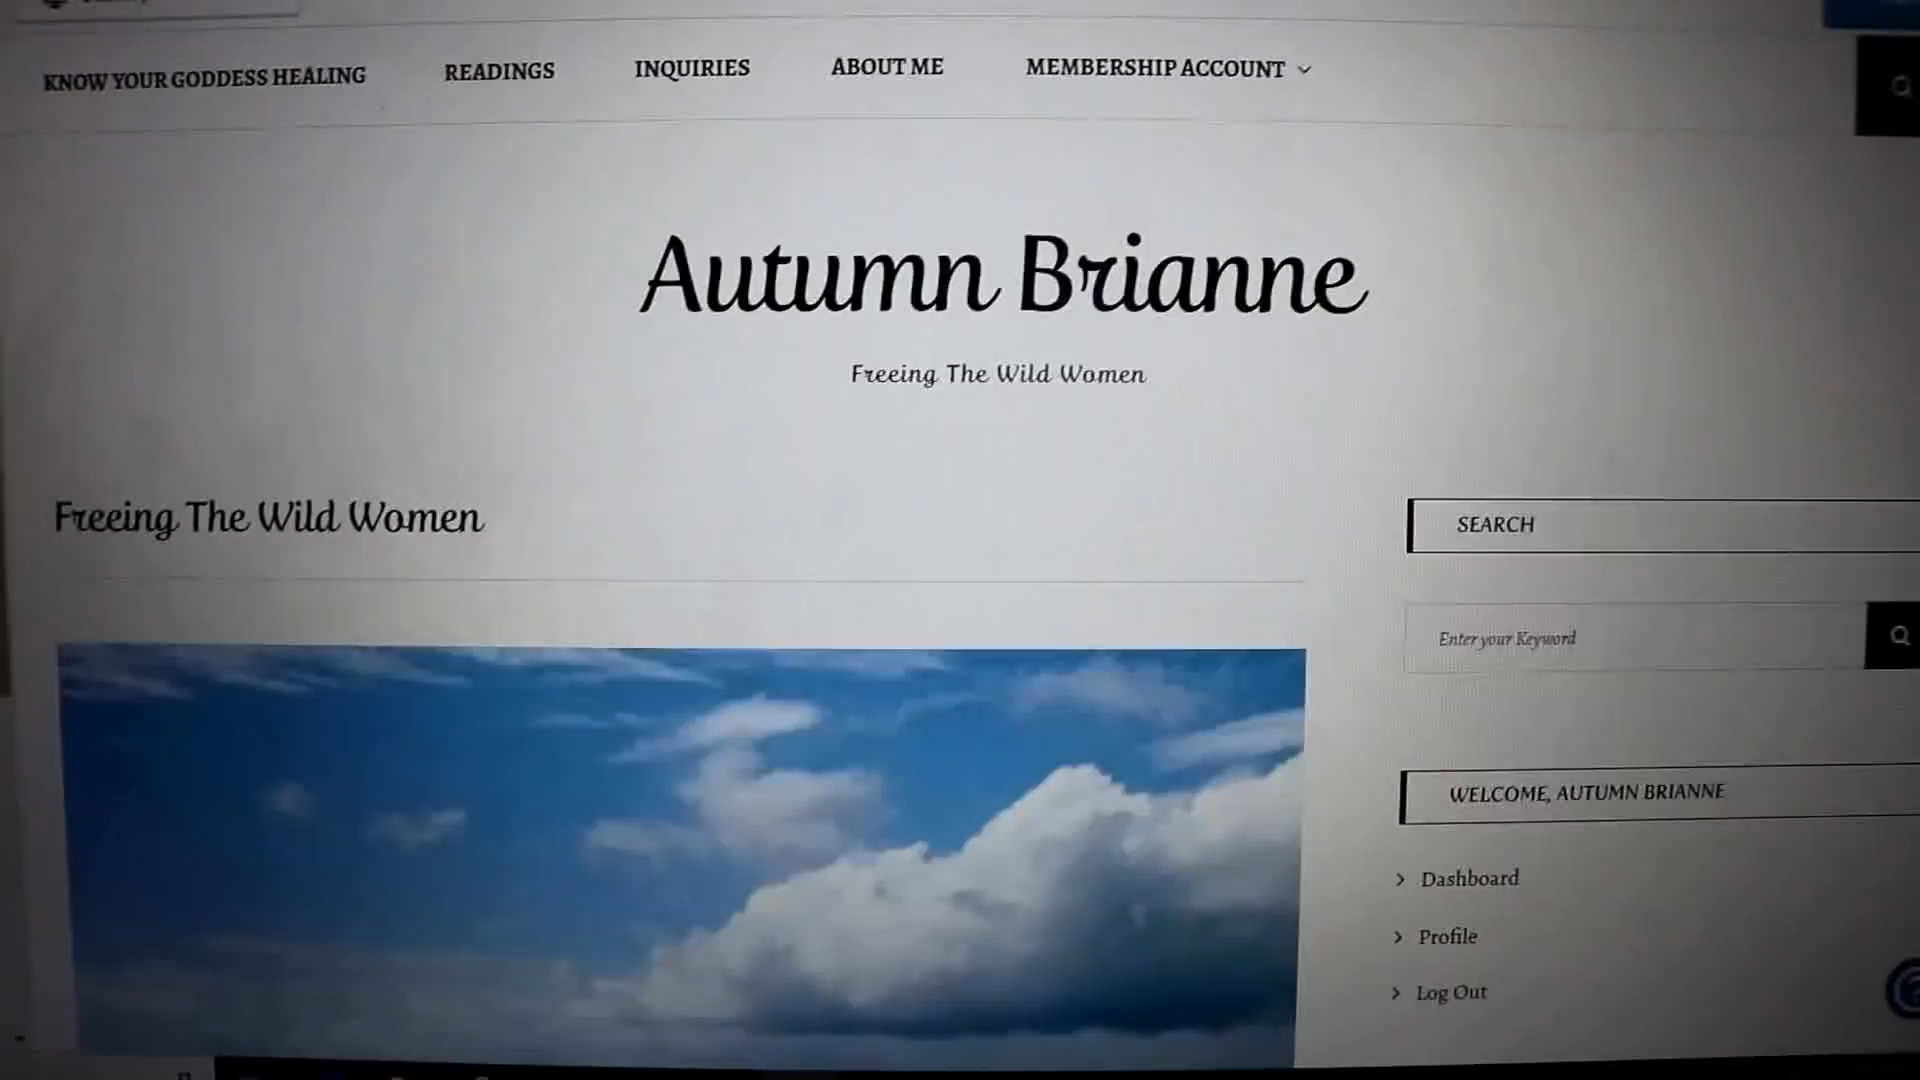 KNOW YOUR GODDESS HEALING
READINGS
INQUIRIES
ABOUT ME
MEMBERSHIP ACCOUNT
Autumn Brianne
Freeing The Wild Women
Freeing The Wild Women
SEARCH
Enter your Keyword
WELCOME, AUTUMN BRIANNE
Dashboard
Profile
Log Out